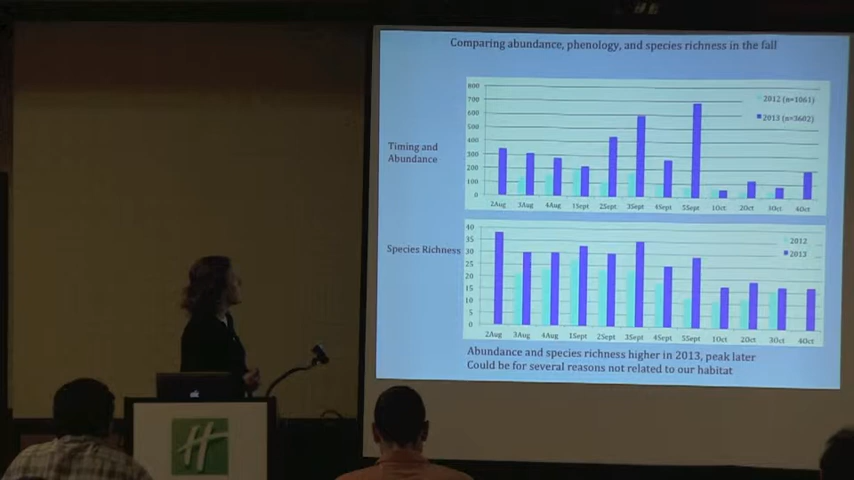 Comparing abundance, phenology, and species richness in the fall
Timing and
Abundance
800
700
600
500
400
300
200
100
0
2012 (n=1061)
2013 (n=3602)
2Aug 3Aug 4Aug 1Sept 2Sept 3Sept 4Sept 5Sept 1Oct 2Oct 3Oct 4Oct
Species Richness
40
35
30
25
20
15
10
5
0
2012
2013
2Aug 3Aug 4Aug 1Sept 2Sept 3Sept 4Sept 5Sept 1Oct 2Oct 3Oct 4Oct
Abundance and species richness higher in 2013, peak later
Could be for several reasons not related to our habitat
H